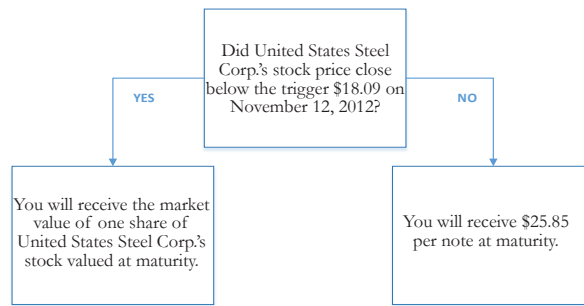 Did United States Steel
Corp.'s stock price close
below the trigger $18.09 on
November 12, 2012?
YES
NO
You will receive the market
value of one share of
United States Steel Corp.'s
stock valued at maturity.
You will receive $25.85
per note at maturity.